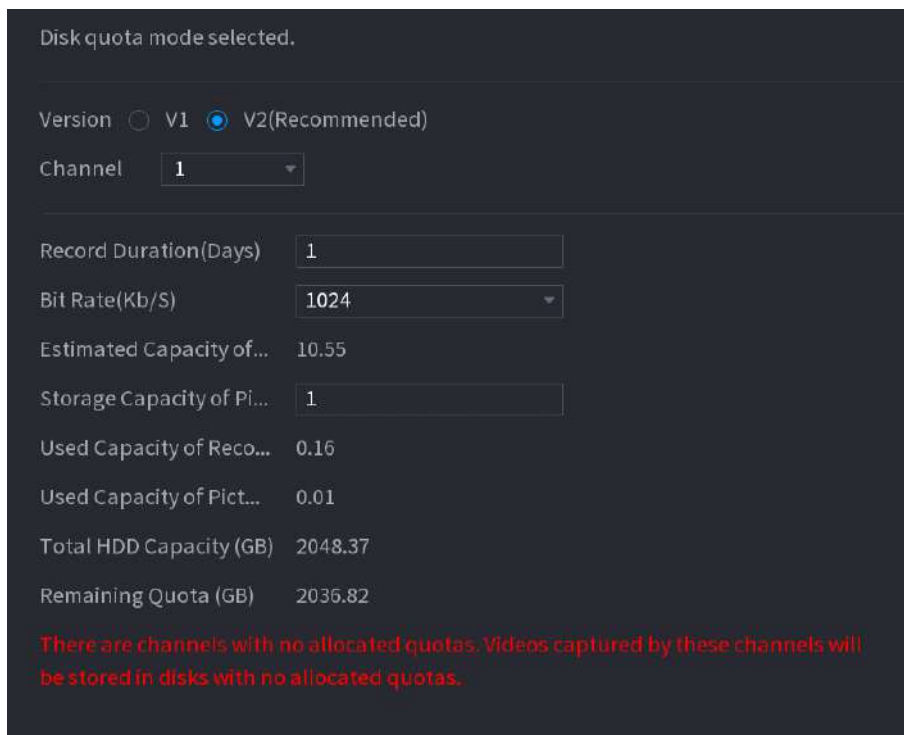 Disk quota mode selected.
Version V1 V2(Recommended)
Channel 1
Record Duration(Days) 1
Bit Rate(Kb/S) 1024
Estimated Capacity of... 10.55
Storage Capacity of Pi... 1
Used Capacity of Reco... 0.16
Used Capacity of Pict... 0.01
Total HDD Capacity (GB) 2048.37
Remaining Quota (GB) 2036.82
There are channels with no allocated quotas. Videos captured by these channels will
be stored in disks with no allocated quotas.